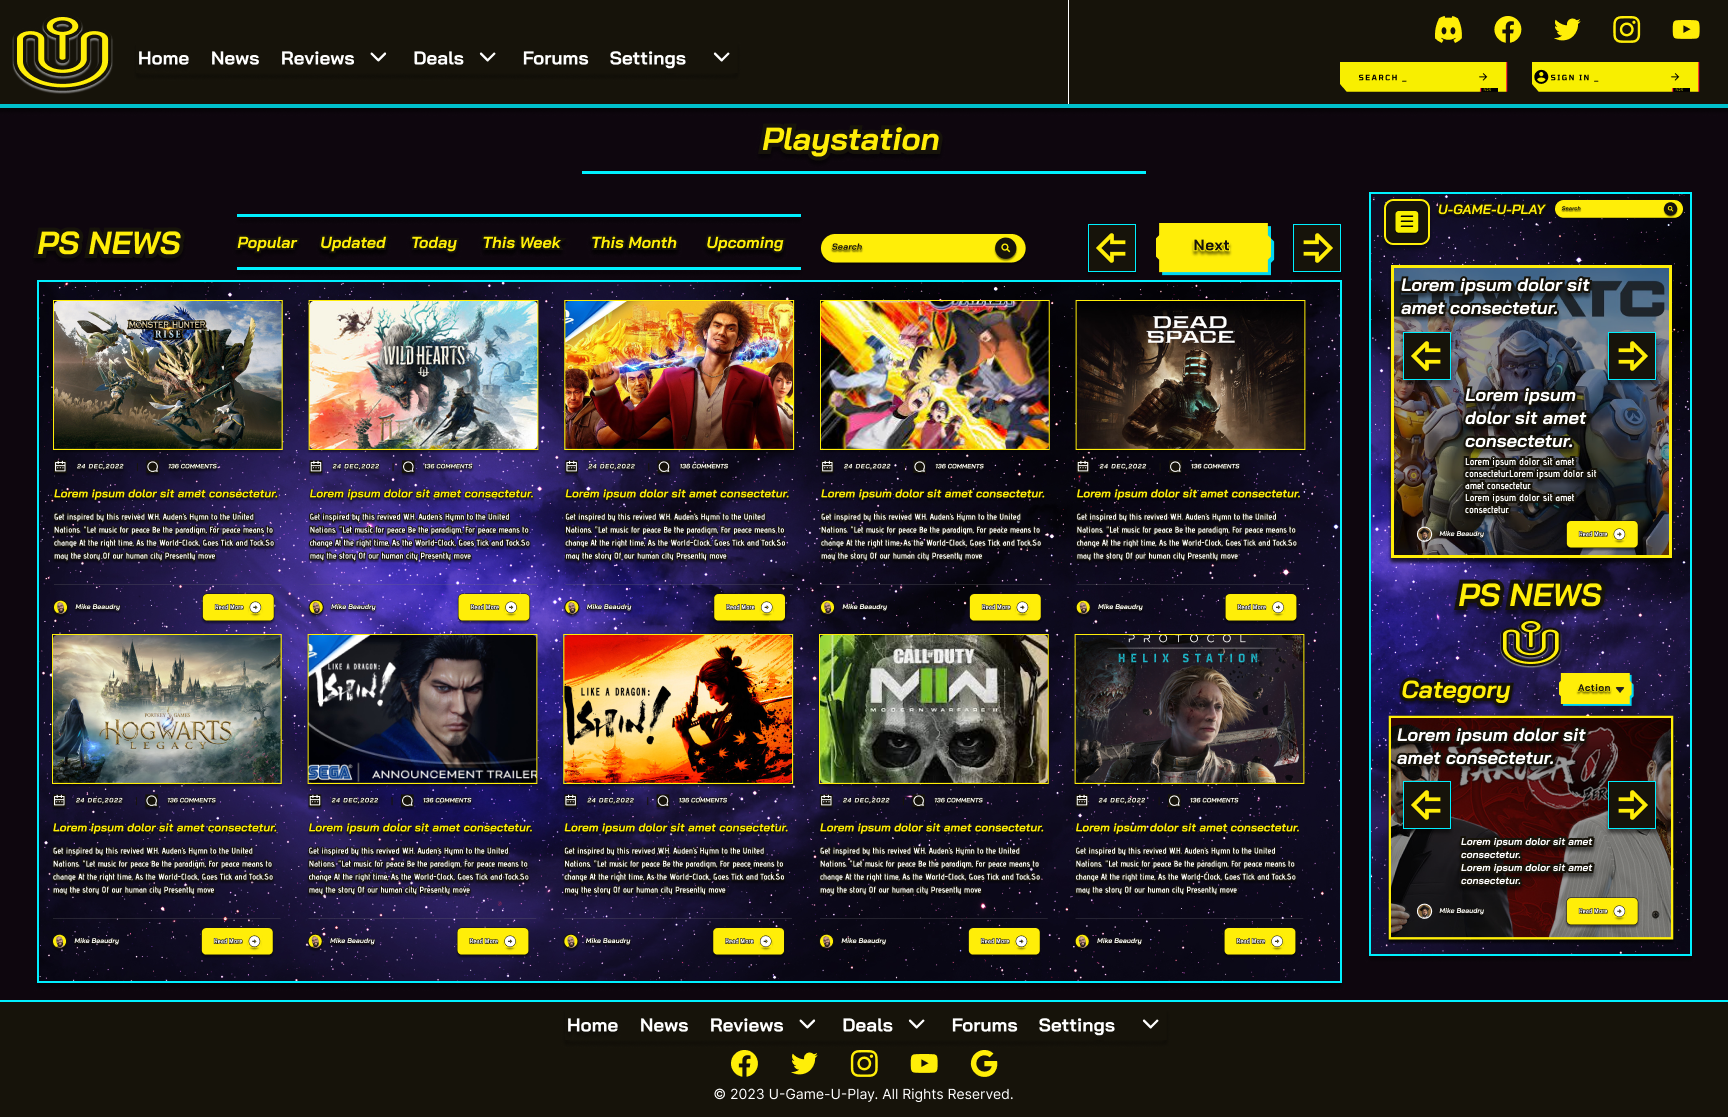 Home News Reviews Deals Forums Settings
SEARCH _
SIGN IN _
Playstation
PS NEWS
Popular Updated Today This Week This Month Upcoming
Search
Next
MONSTER HUNTER
RISE
WILD HEARTS
DEAD
SPACE
24 DEC,2022 136 COMMENTS
24 DEC,2022 136 COMMENTS
24 DEC,2022 136 COMMENTS
24 DEC,2022 136 COMMENTS
24 DEC,2022 136 COMMENTS
Lorem ipsum dolor sit amet consectetur.
Lorem ipsum dolor sit amet consectetur.
Lorem ipsum dolor sit amet consectetur.
Lorem ipsum dolor sit amet consectetur.
Lorem ipsum dolor sit amet consectetur.
Get inspired by this revived W.H. Auden's Hymn to the United
Nations. "Let music for peace Be the paradigm, For peace means to
change At the right time, As the World-Clock, Goes Tick and Tock.So
may the story Of our human city Presently move
Get inspired by this revived W.H. Auden's Hymn to the United
Nations. "Let music for peace Be the paradigm, For peace means to
change At the right time, As the World-Clock, Goes Tick and Tock.So
may the story Of our human city Presently move
Get inspired by this revived W.H. Auden's Hymn to the United
Nations. "Let music for peace Be the paradigm, For peace means to
change At the right time, As the World-Clock, Goes Tick and Tock.So
may the story Of our human city Presently move
Get inspired by this revived W.H. Auden's Hymn to the United
Nations. "Let music for peace Be the paradigm, For peace means to
change At the right time, As the World-Clock, Goes Tick and Tock.So
may the story Of our human city Presently move
Get inspired by this revived W.H. Auden's Hymn to the United
Nations. "Let music for peace Be the paradigm, For peace means to
change At the right time, As the World-Clock, Goes Tick and Tock.So
may the story Of our human city Presently move
Mike Beaudry Read More
Mike Beaudry Read More
Mike Beaudry Read More
Mike Beaudry Read More
Mike Beaudry Read More
PORTKEY GAMES
HOGWARTS
LEGACY
LIKE A DRAGON:
ISHIN!
SEGA ANNOUNCEMENT TRAILER
LIKE A DRAGON:
ISHIN!
CALL OF DUTY
MWII
MODERN WARFARE II
PROTOCOL
HELIX STATION
24 DEC,2022 136 COMMENTS
24 DEC,2022 136 COMMENTS
24 DEC,2022 136 COMMENTS
24 DEC,2022 136 COMMENTS
24 DEC,2022 136 COMMENTS
Lorem ipsum dolor sit amet consectetur.
Lorem ipsum dolor sit amet consectetur.
Lorem ipsum dolor sit amet consectetur.
Lorem ipsum dolor sit amet consectetur.
Lorem ipsum dolor sit amet consectetur.
Get inspired by this revived W.H. Auden's Hymn to the United
Nations. "Let music for peace Be the paradigm, For peace means to
change At the right time, As the World-Clock, Goes Tick and Tock.So
may the story Of our human city Presently move
Get inspired by this revived W.H. Auden's Hymn to the United
Nations. "Let music for peace Be the paradigm, For peace means to
change At the right time, As the World-Clock, Goes Tick and Tock.So
may the story Of our human city Presently move
Get inspired by this revived W.H. Auden's Hymn to the United
Nations. "Let music for peace Be the paradigm, For peace means to
change At the right time, As the World-Clock, Goes Tick and Tock.So
may the story Of our human city Presently move
Get inspired by this revived W.H. Auden's Hymn to the United
Nations. "Let music for peace Be the paradigm, For peace means to
change At the right time, As the World-Clock, Goes Tick and Tock.So
may the story Of our human city Presently move
Get inspired by this revived W.H. Auden's Hymn to the United
Nations. "Let music for peace Be the paradigm, For peace means to
change At the right time, As the World-Clock, Goes Tick and Tock.So
may the story Of our human city Presently move
Mike Beaudry Read More
Mike Beaudry Read More
Mike Beaudry Read More
Mike Beaudry Read More
Mike Beaudry Read More
U-GAME-U-PLAY
Search
Lorem ipsum dolor sit
amet consectetur.
Lorem ipsum
dolor sit amet
consectetur.
Lorem ipsum dolor sit amet
consectetur.Lorem ipsum dolor sit
amet consectetur.
Lorem ipsum dolor sit amet
consectetur.
Mike Beaudry Read More
PS NEWS
Category
Action
Lorem ipsum dolor sit
amet consectetur.
YAKUZA
Lorem ipsum dolor sit amet
consectetur.
Lorem ipsum dolor sit amet
consectetur.
Mike Beaudry Read More
Home News Reviews Deals Forums Settings
© 2023 U-Game-U-Play. All Rights Reserved.